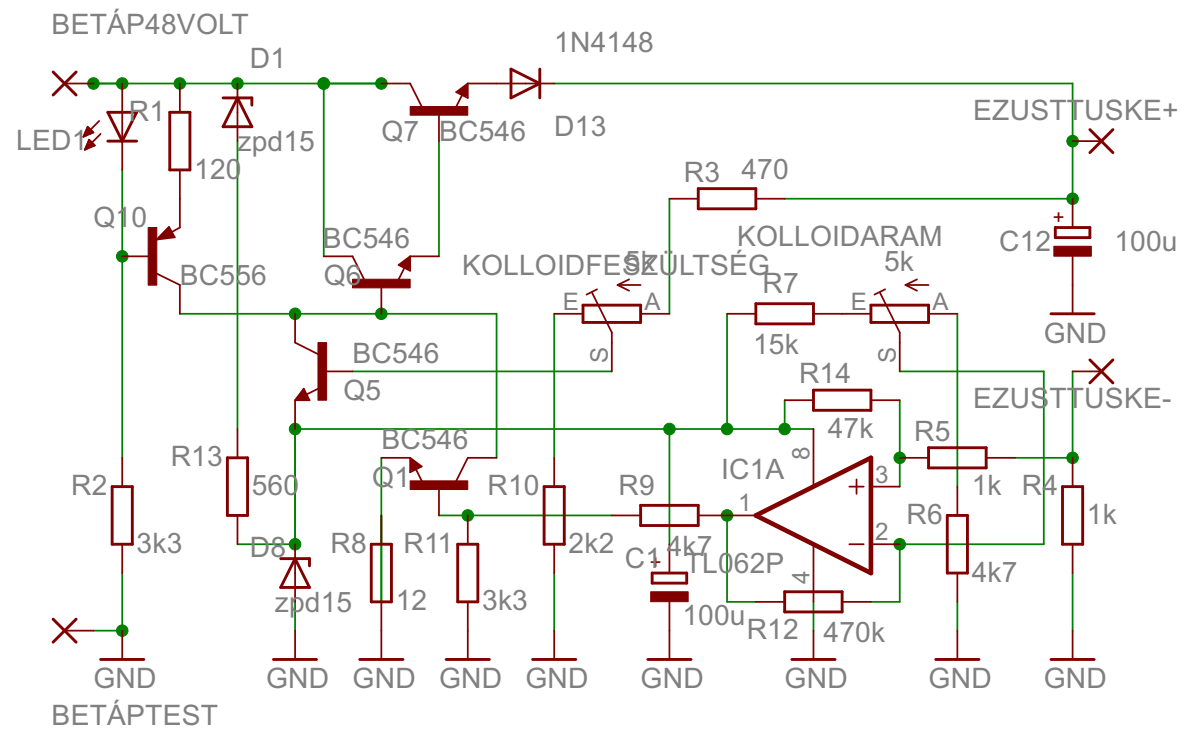 BETÁP48VOLT
1N4148
D1
R1
LED1
zpd15
Q7
BC546
D13
EZUSTTUSKE+
120
R3
470
Q10
BC546
KOLLOIDARAM
C12
+
100u
BC556
Q6
KOLLOIDFESZÜLTSÉG
5k
5k
R7
E
A
E
A
GND
BC546
15k
S
S
Q5
R14
EZUSTTUSKE-
BC546
47k
R5
R13
Q1
IC1A
8
3
R2
560
R10
R9
1
+
1k
R4
R6
1k
3k3
D8
R8
R11
2k2
4k7
2
−
C1
+
TL062P
4
4k7
zpd15
12
3k3
100u
R12
470k
GND
GND
GND
GND
GND
GND
GND
GND
GND
BETÁPTEST